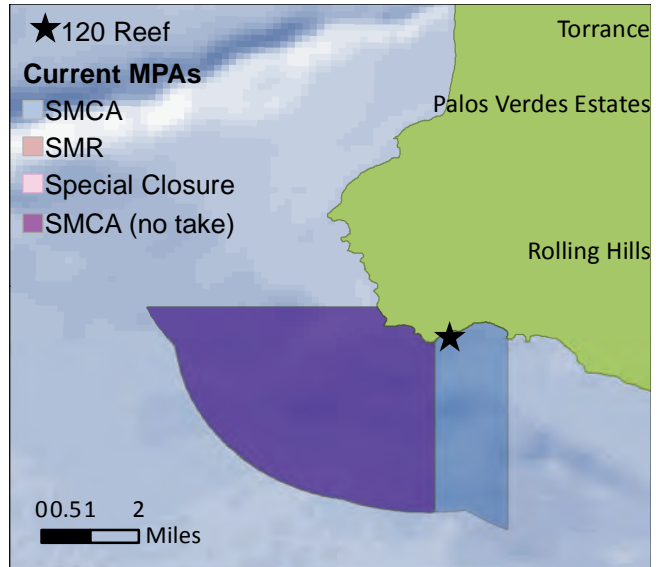 120 Reef
Current MPAs
SMCA
SMR
Special Closure
SMCA (no take)
Torrance
Palos Verdes Estates
Rolling Hills
00.51 2
Miles